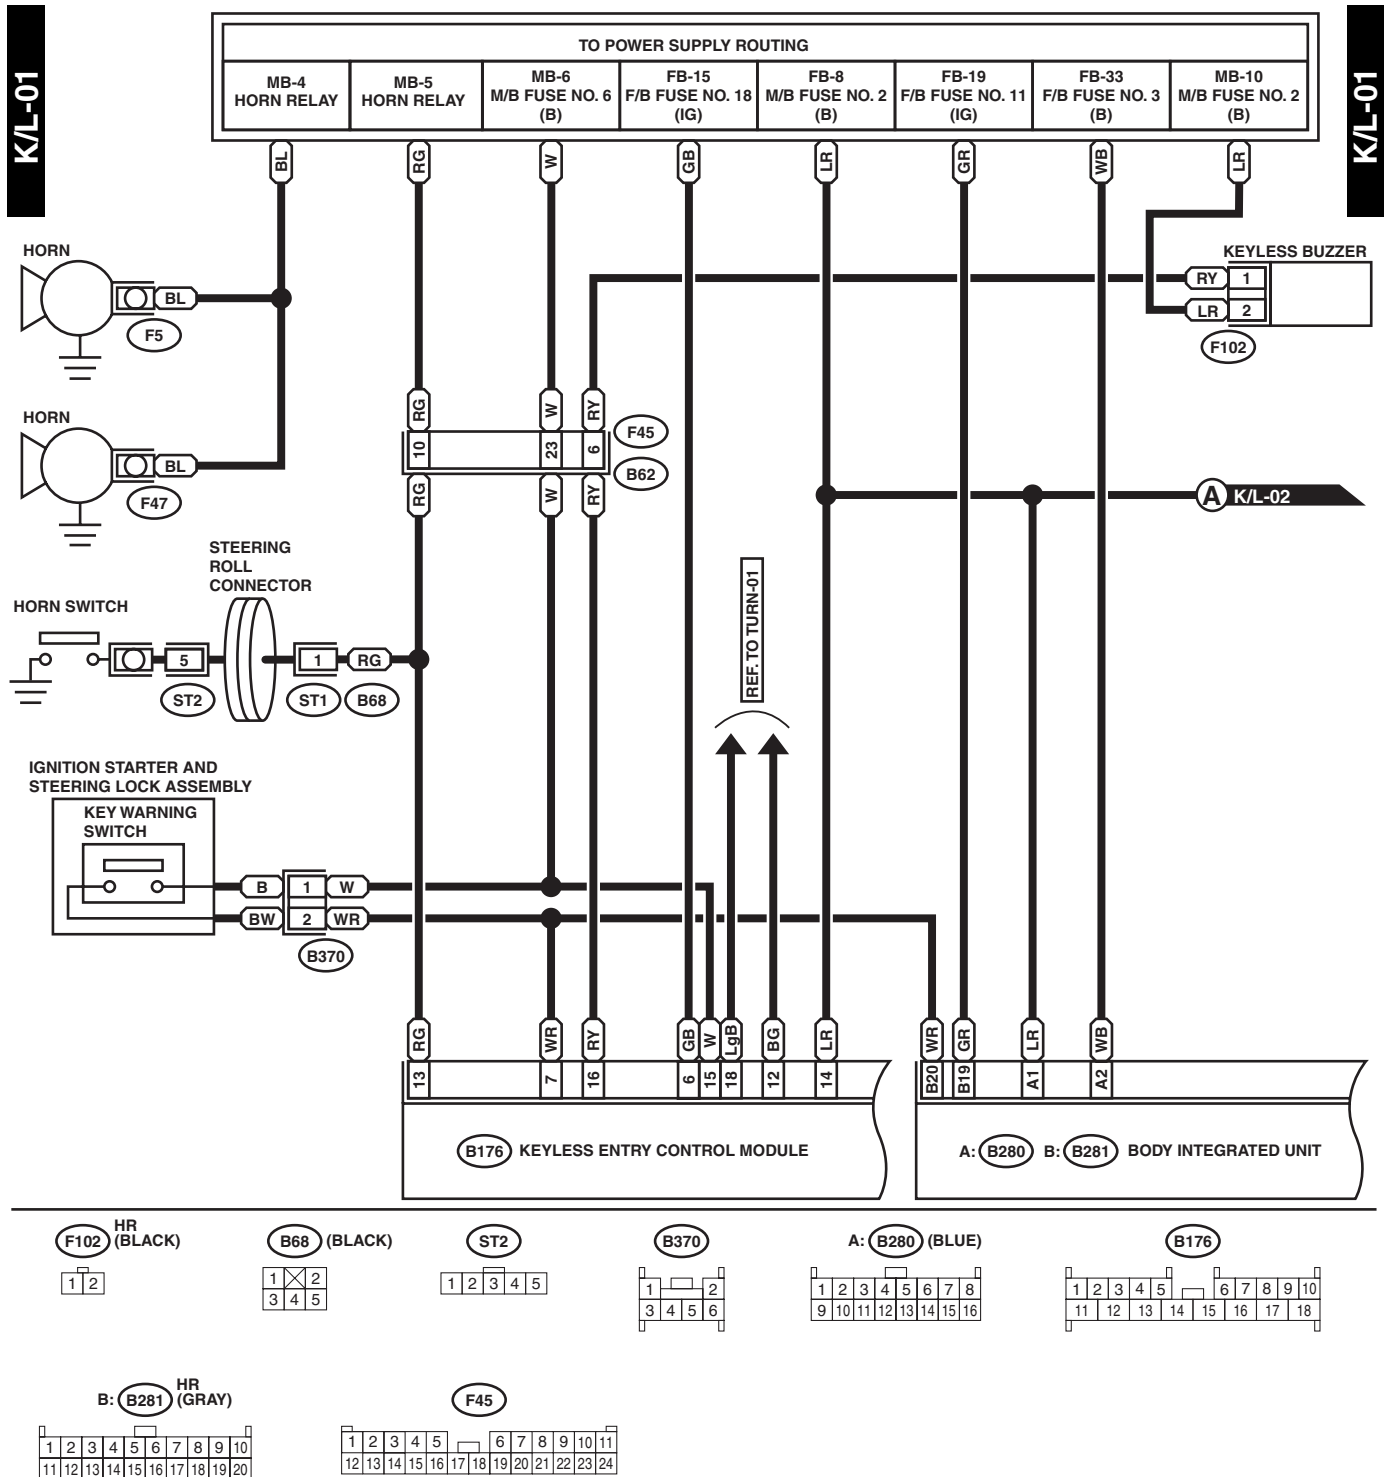 K/L-01
K/L-01
TO POWER SUPPLY ROUTING
MB-4
HORN RELAY
MB-5
HORN RELAY
MB-6
M/B FUSE NO. 6
(B)
FB-15
F/B FUSE NO. 18
(IG)
FB-8
M/B FUSE NO. 2
(B)
FB-19
F/B FUSE NO. 11
(IG)
FB-33
F/B FUSE NO. 3
(B)
MB-10
M/B FUSE NO. 2
(B)
BL RG W GB LR GR WB LR
HORN
BL
F5
KEYLESS BUZZER
RY 1
LR 2
F102
HORN
BL
F47
RG W RY
10 23 6
F45
B62
RG W RY
A K/L-02
STEERING
ROLL
CONNECTOR
HORN SWITCH
5 1 RG
ST2 ST1 B68
REF. TO TURN-01
IGNITION STARTER AND
STEERING LOCK ASSEMBLY
KEY WARNING
SWITCH
B 1 W
BW 2 WR
B370
RG WR RY GB W LgB BG LR WR GR LR WB
13 7 16 6 15 18 12 14 B20 B19 A1 A2
B176 KEYLESS ENTRY CONTROL MODULE
A: B280 B: B281 BODY INTEGRATED UNIT
F102 HR
(BLACK)
1 2
B68 (BLACK)
1 2
3 4 5
ST2
1 2 3 4 5
B370
1 2
3 4 5 6
A: B280 (BLUE)
1 2 3 4 5 6 7 8
9 10 11 12 13 14 15 16
B176
1 2 3 4 5 6 7 8 9 10
11 12 13 14 15 16 17 18
B: B281 HR
(GRAY)
1 2 3 4 5 6 7 8 9 10
11 12 13 14 15 16 17 18 19 20
F45
1 2 3 4 5 6 7 8 9 10 11
12 13 14 15 16 17 18 19 20 21 22 23 24